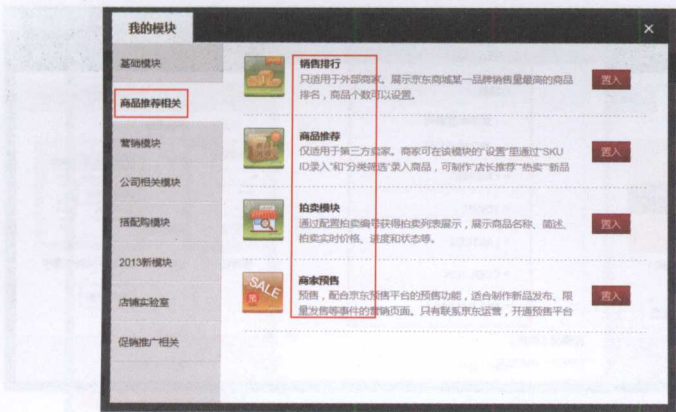 我的模块
×
基础模块
商品推荐相关
营销模块
公司相关模块
搭配购模块
2013新模块
店铺实验室
促销推广相关
销售排行
只适用于外部商家。展示京东商城某一品牌销售量最高的商品
排名，商品个数可以设置。
置入
商品推荐
仅适用于第三方卖家。商家可在该模块的“设置”里通过“SKU
ID录入”和“分类筛选”录入商品，可制作“店长推荐”“热卖”“新品
置入
拍卖模块
通过配置拍卖编号获得拍卖列表展示，展示商品名称、简述、
拍卖实时价格、进度和状态等。
置入
SALE
预
商家预售
预售，配合京东预售平台的预售功能，适合制作新品发布、限
量发售等事件的营销页面。只有联系京东运营，开通预售平台
置入